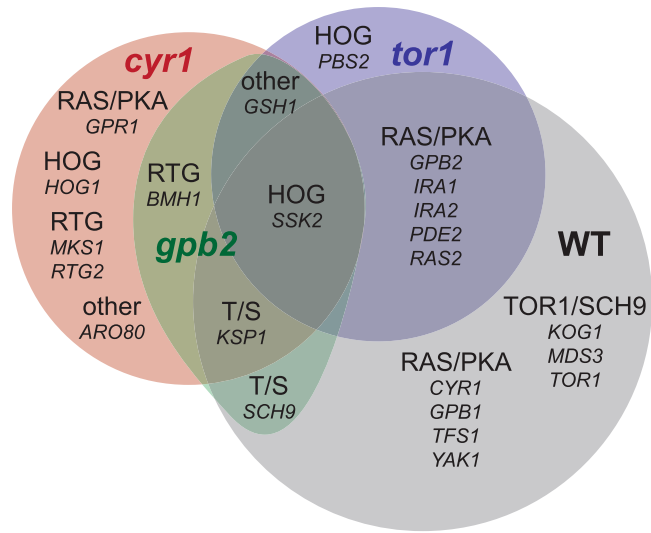 cyr1
RAS/PKA
GPR1
HOG
HOG1
RTG
MKS1
RTG2
other
ARO80
RTG
BMH1
gpb2
other
GSH1
HOG
SSK2
T/S
KSP1
T/S
SCH9
HOG
PBS2
tor1
RAS/PKA
GPB2
IRA1
IRA2
PDE2
RAS2
WT
TOR1/SCH9
KOG1
MDS3
TOR1
RAS/PKA
CYR1
GPB1
TFS1
YAK1